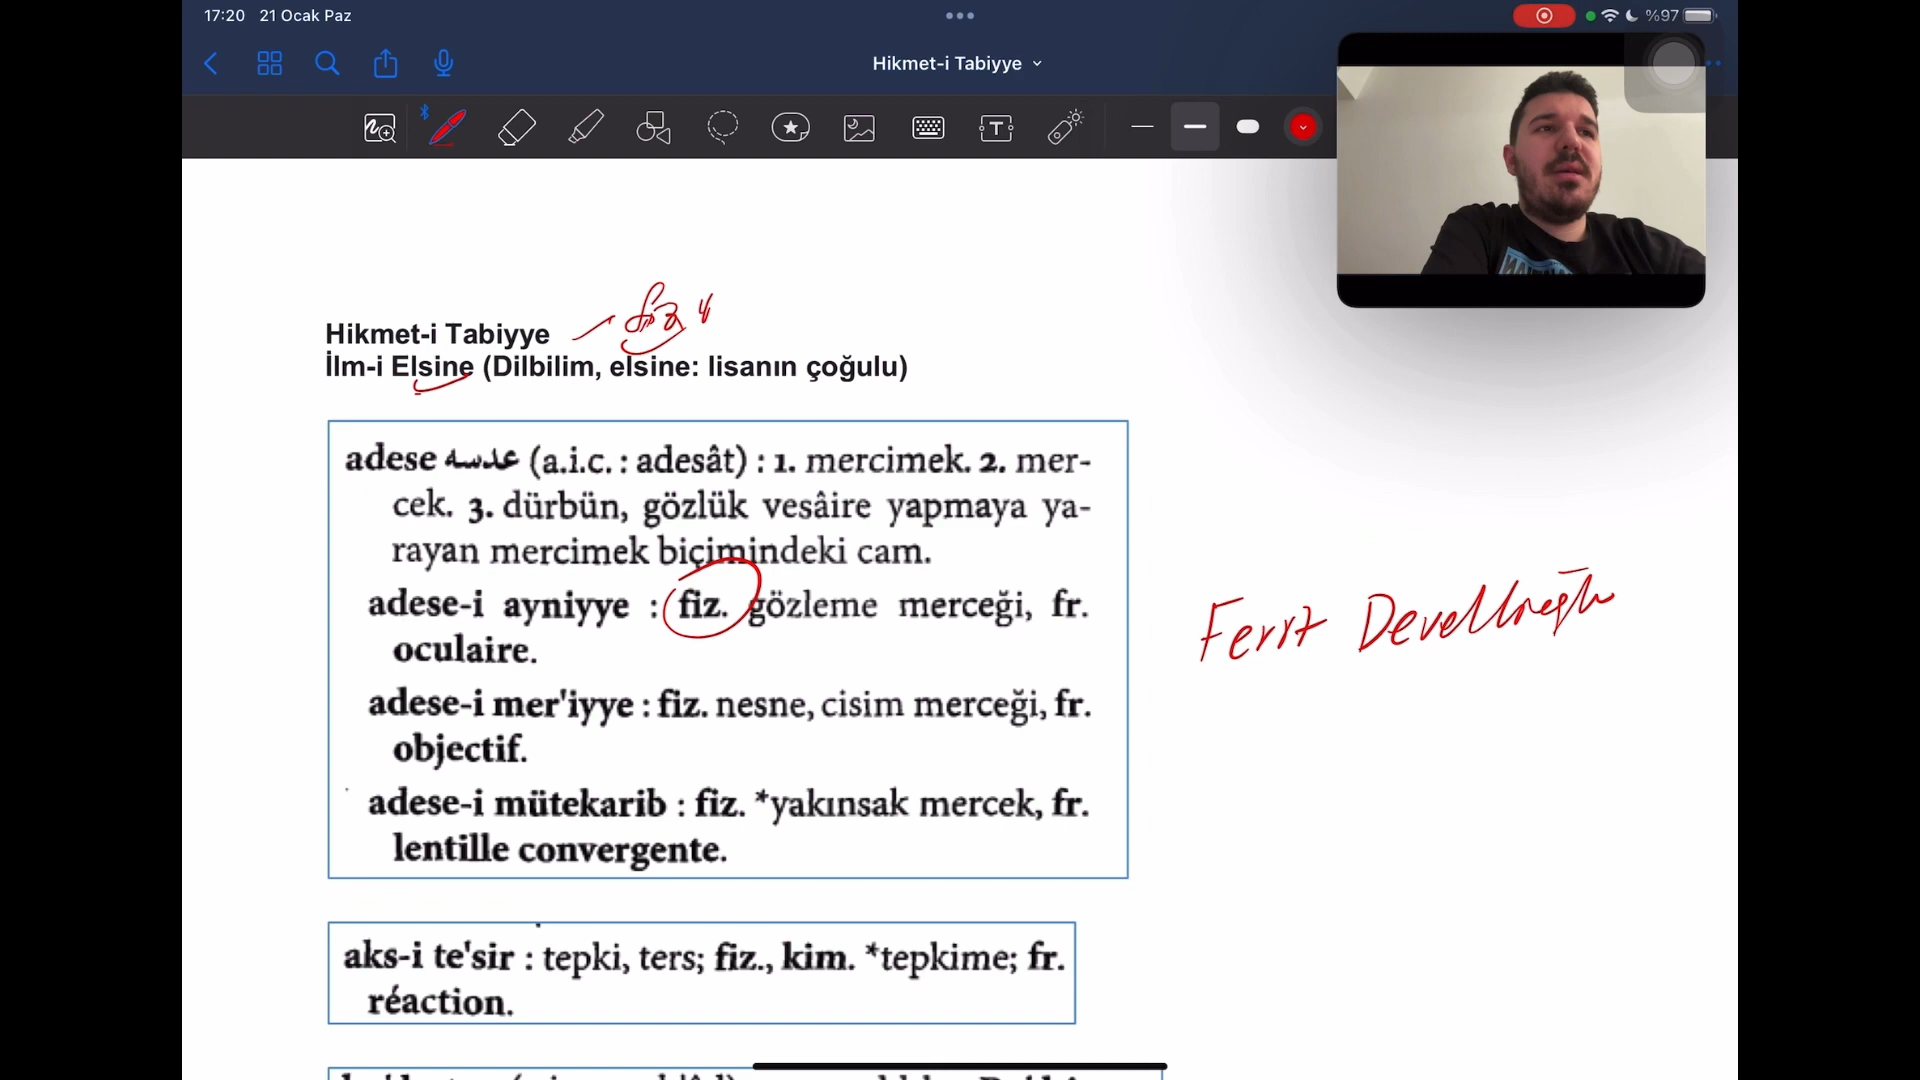 17:20 21 Ocak Paz
%97
Hikmet-i Tabiyye
Hikmet-i Tabiyye
İlm-i Elsine (Dilbilim, elsine: lisanın çoğulu)
adese عدسه (a.i.c. : adesât) : 1. mercimek. 2. mer-
cek. 3. dürbün, gözlük vesâire yapmaya ya-
rayan mercimek biçimindeki cam.
adese-i ayniyye : fiz. gözleme merceği, fr.
oculaire.
Ferit Devellioğlu
adese-i mer'iyye : fiz. nesne, cisim merceği, fr.
objectif.
adese-i mütekarib : fiz. *yakınsak mercek, fr.
lentille convergente.
aks-i te'sir : tepki, ters; fiz., kim. *tepkime; fr.
réaction.